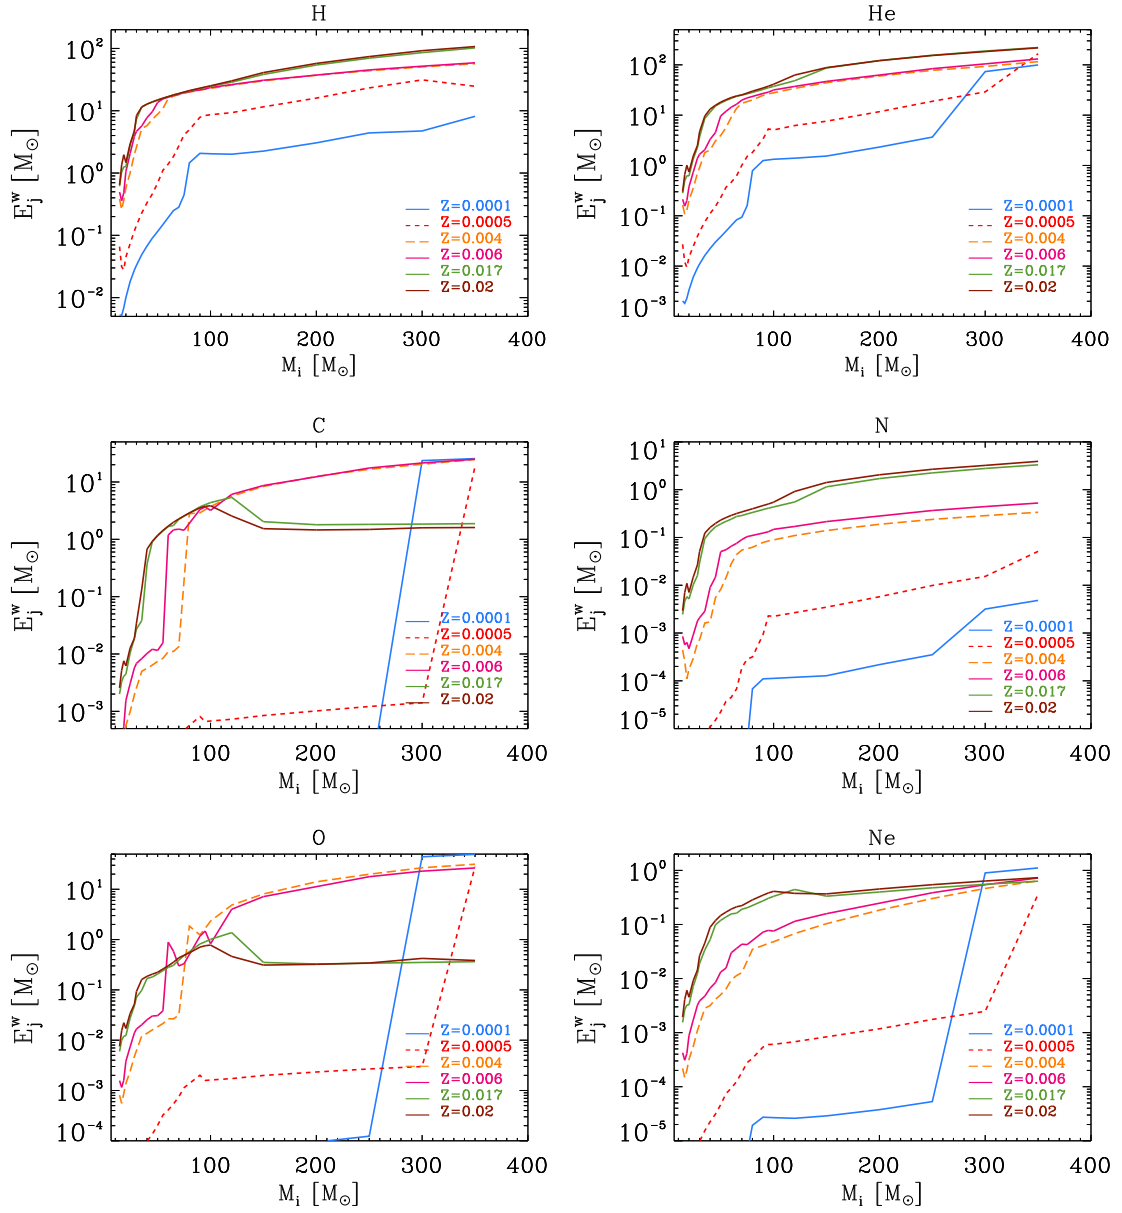 H
E_j^w [M_⊙]
10^2
10^1
10^0
10^-1
10^-2
Z=0.0001
Z=0.0005
Z=0.004
Z=0.006
Z=0.017
Z=0.02
100 200 300 400
M_i [M_⊙]
He
E_j^w [M_⊙]
10^2
10^1
10^0
10^-1
10^-2
10^-3
Z=0.0001
Z=0.0005
Z=0.004
Z=0.006
Z=0.017
Z=0.02
100 200 300 400
M_i [M_⊙]
C
E_j^w [M_⊙]
10^1
10^0
10^-1
10^-2
10^-3
Z=0.0001
Z=0.0005
Z=0.004
Z=0.006
Z=0.017
Z=0.02
100 200 300 400
M_i [M_⊙]
N
E_j^w [M_⊙]
10^1
10^0
10^-1
10^-2
10^-3
10^-4
10^-5
Z=0.0001
Z=0.0005
Z=0.004
Z=0.006
Z=0.017
Z=0.02
100 200 300 400
M_i [M_⊙]
O
E_j^w [M_⊙]
10^1
10^0
10^-1
10^-2
10^-3
10^-4
Z=0.0001
Z=0.0005
Z=0.004
Z=0.006
Z=0.017
Z=0.02
100 200 300 400
M_i [M_⊙]
Ne
E_j^w [M_⊙]
10^0
10^-1
10^-2
10^-3
10^-4
10^-5
Z=0.0001
Z=0.0005
Z=0.004
Z=0.006
Z=0.017
Z=0.02
100 200 300 400
M_i [M_⊙]